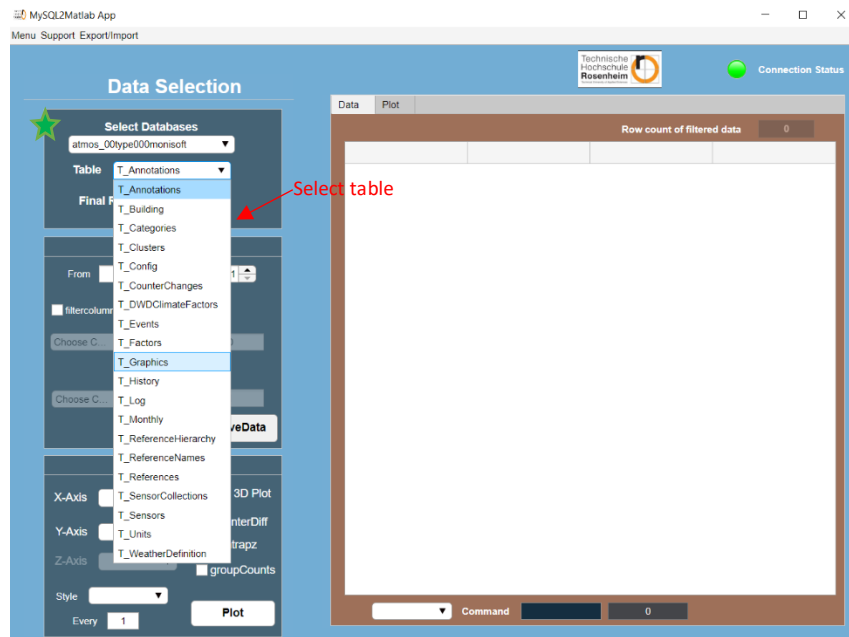 MySQL2Matlab App
Menu Support Export/Import
Technische
Hochschule
Rosenheim
Connection Status
Data Selection
Select Databases
atmos_00type000monisoft
Table T_Annotations
T_Annotations
T_Building
T_Categories
T_Clusters
T_Config
T_CounterChanges
T_DWDClimateFactors
T_Events
T_Factors
T_Graphics
T_History
T_Log
T_Monthly
T_ReferenceHierarchy
T_ReferenceNames
T_References
T_SensorCollections
T_Sensors
T_Units
T_WeatherDefinition
Select table
Final
From 1
filtercolumn
Choose C...
Choose C...
veData
X-Axis 3D Plot
nterDiff
Y-Axis
trapz
Z-Axis
groupCounts
Style
Every 1 Plot
Data Plot
Row count of filtered data 0
Command 0